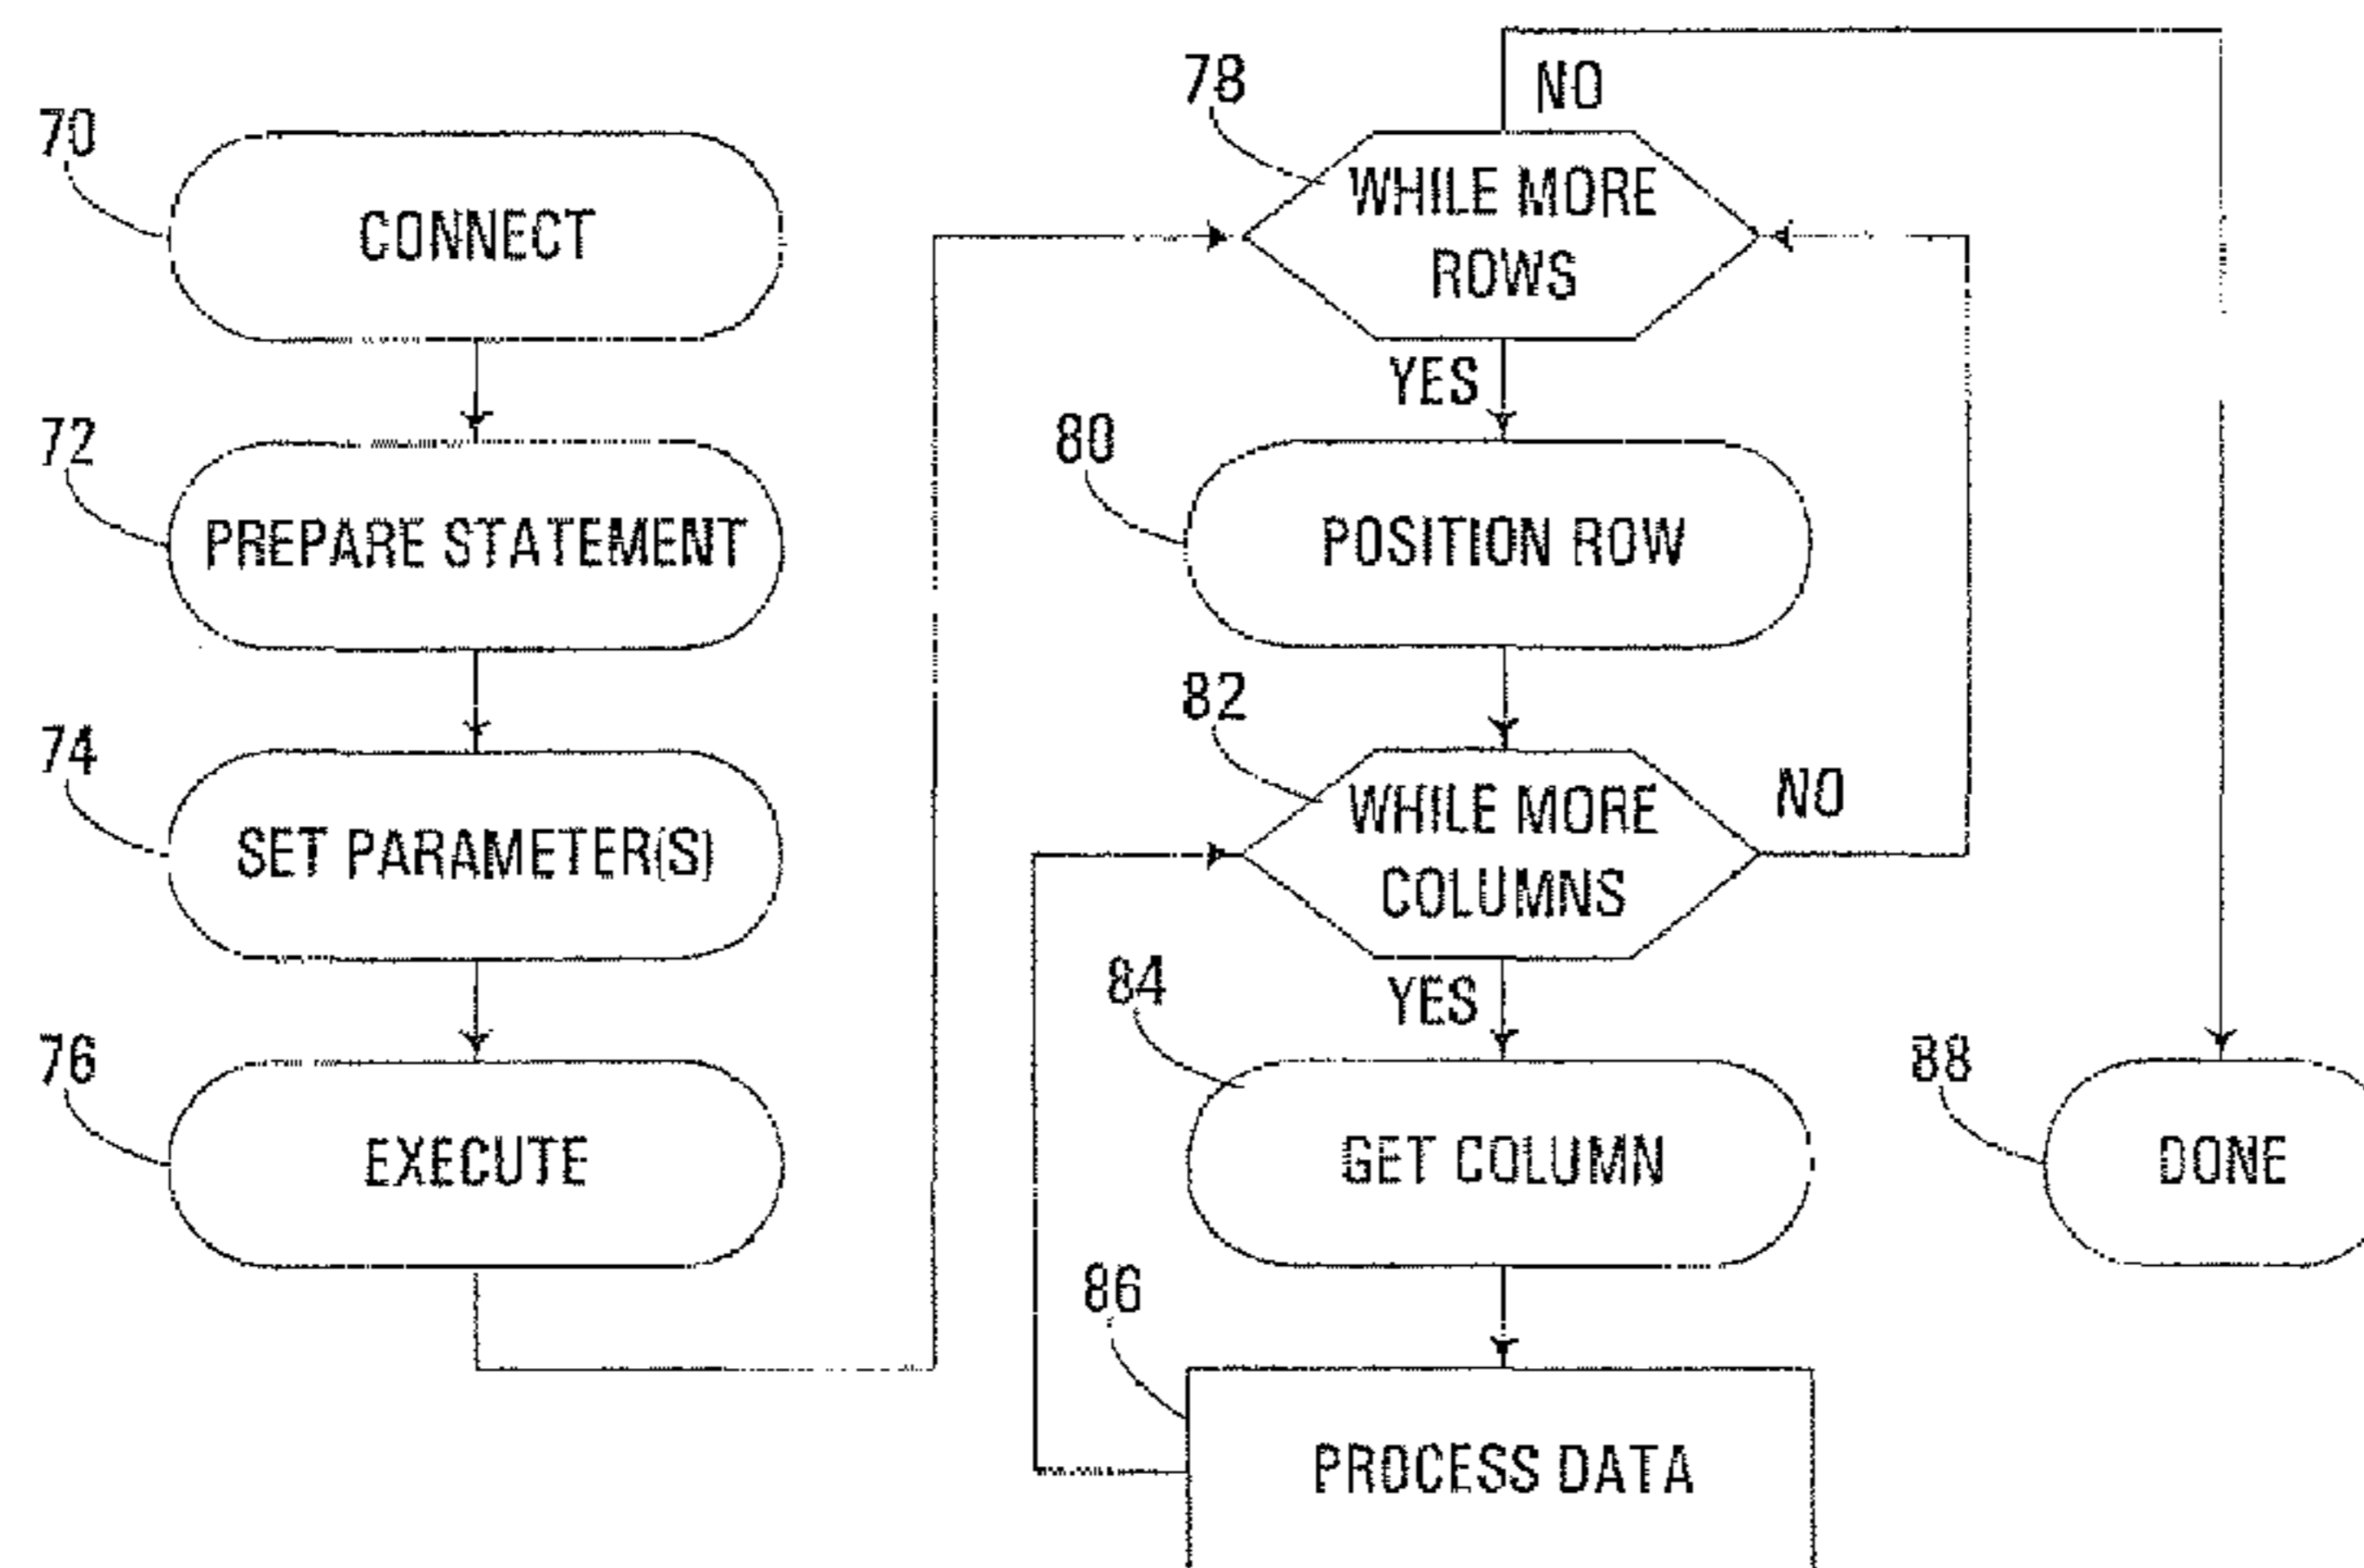 70
CONNECT
72
PREPARE STATEMENT
74
SET PARAMETER(S)
76
EXECUTE
78
NO
WHILE MORE
ROWS
YES
80
POSITION ROW
82
WHILE MORE
COLUMNS
NO
YES
84
GET COLUMN
86
PROCESS DATA
88
DONE